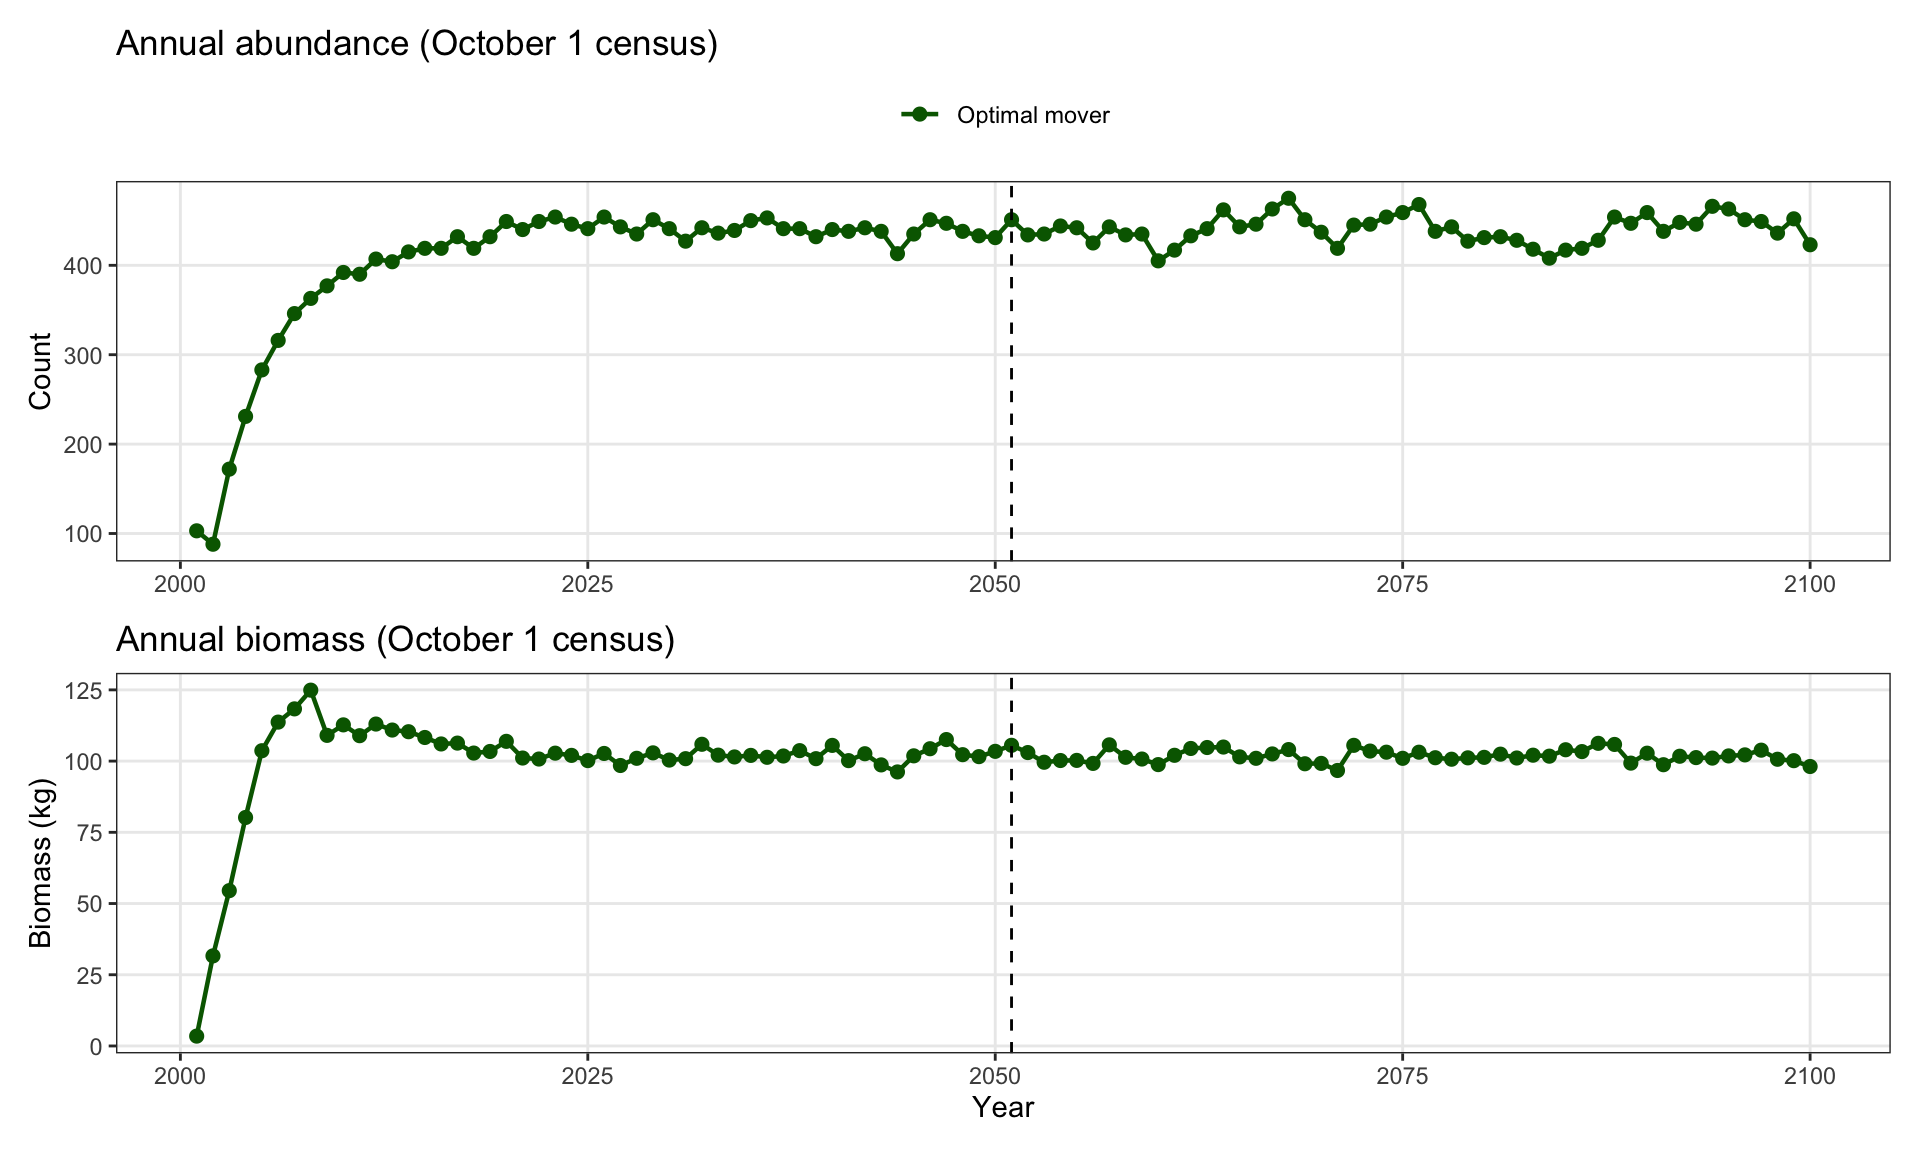 Annual abundance (October 1 census)
Optimal mover
Count
400
300
200
100
2000 2025 2050 2075 2100
Annual biomass (October 1 census)
Biomass (kg)
125
100
75
50
25
0
2000 2025 2050 2075 2100
Year